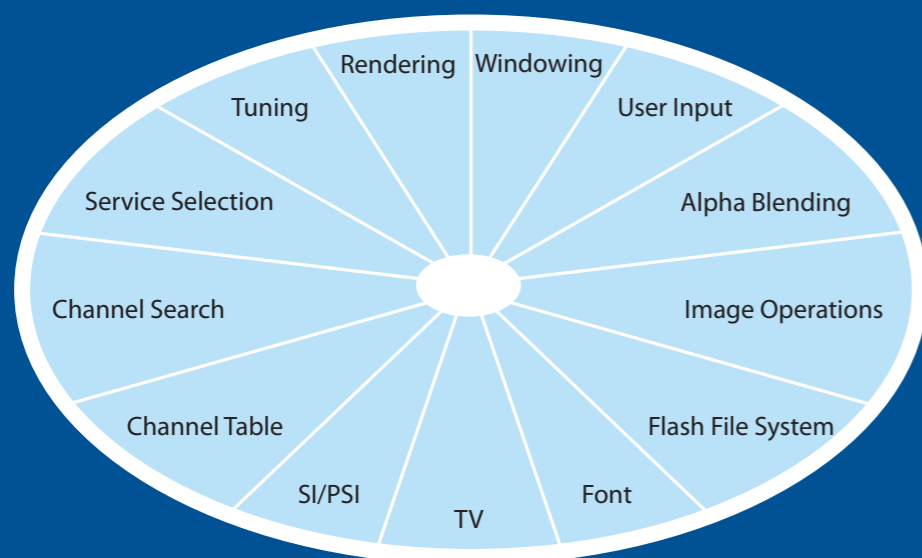 Rendering
Windowing
Tuning
User Input
Service Selection
Alpha Blending
Channel Search
Image Operations
Channel Table
Flash File System
SI/PSI
TV
Font